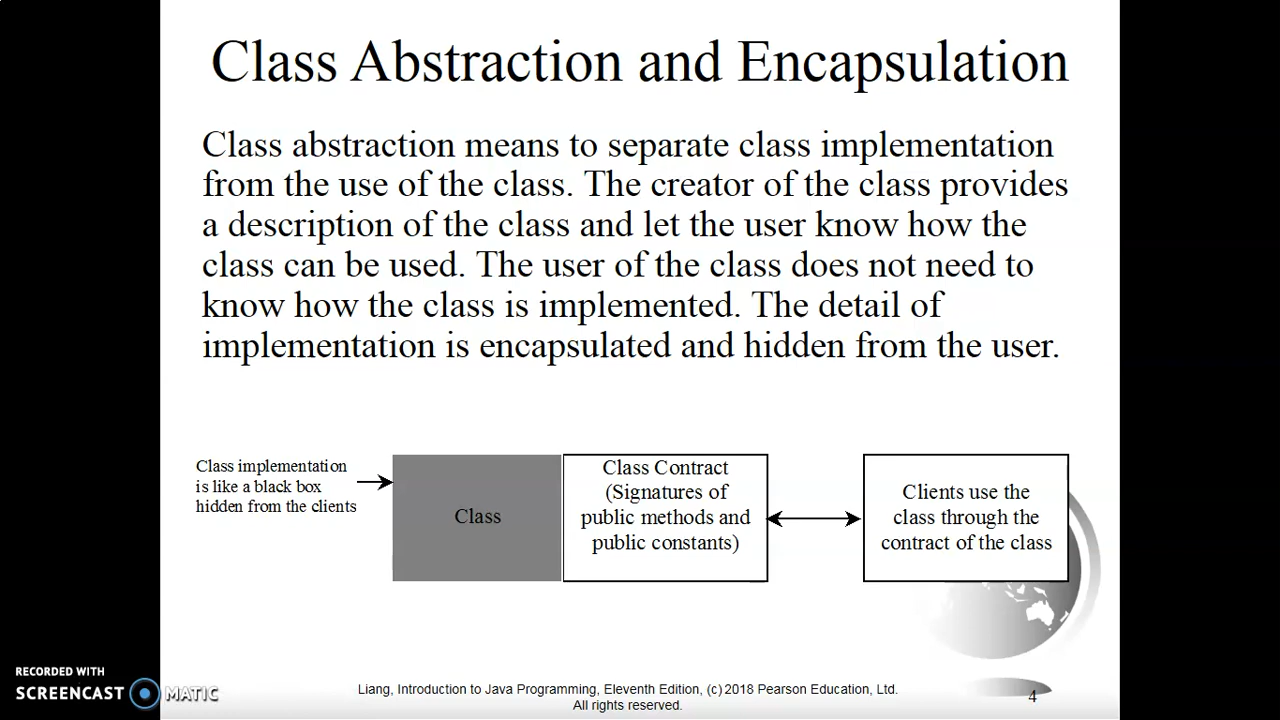 Class Abstraction and Encapsulation
Class abstraction means to separate class implementation
from the use of the class. The creator of the class provides
a description of the class and let the user know how the
class can be used. The user of the class does not need to
know how the class is implemented. The detail of
implementation is encapsulated and hidden from the user.
Class implementation
is like a black box
hidden from the clients
Class
Class Contract
(Signatures of
public methods and
public constants)
Clients use the
class through the
contract of the class
RECORDED WITH
SCREENCAST MATIC
Liang, Introduction to Java Programming, Eleventh Edition, (c) 2018 Pearson Education, Ltd.
All rights reserved.
4